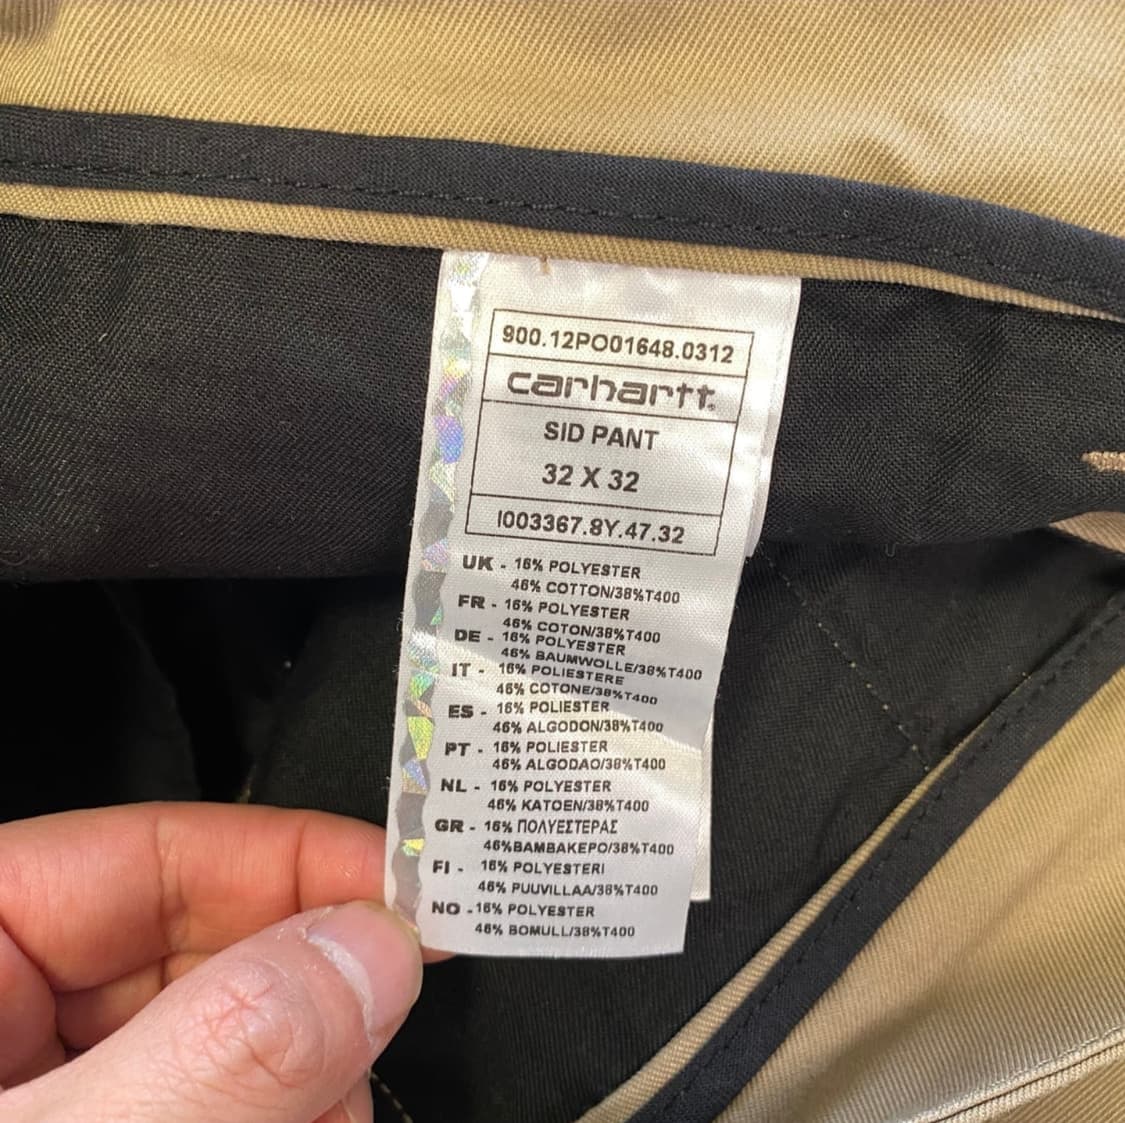 900.12PO01648.0312
carhartt.
SID PANT
32 X 32
I003367.8Y.47.32
UK - 16% POLYESTER
46% COTTON/38%T400
FR - 16% POLYESTER
46% COTON/38%T400
DE - 16% POLYESTER
46% BAUMWOLLE/38%T400
IT - 16% POLIESTERE
46% COTONE/38%T400
ES - 16% POLIESTER
46% ALGODON/38%T400
PT - 16% POLIESTER
46% ALGODAO/38%T400
NL - 16% POLYESTER
46% KATOEN/38%T400
GR - 16% ΠΟΛΥΕΣΤΕΡΑΣ
46%ΒΑΜΒΑΚΕΡΟ/38%T400
FI - 16% POLYESTERI
46% PUUVILLAA/38%T400
NO -16% POLYESTER
46% BOMULL/38%T400